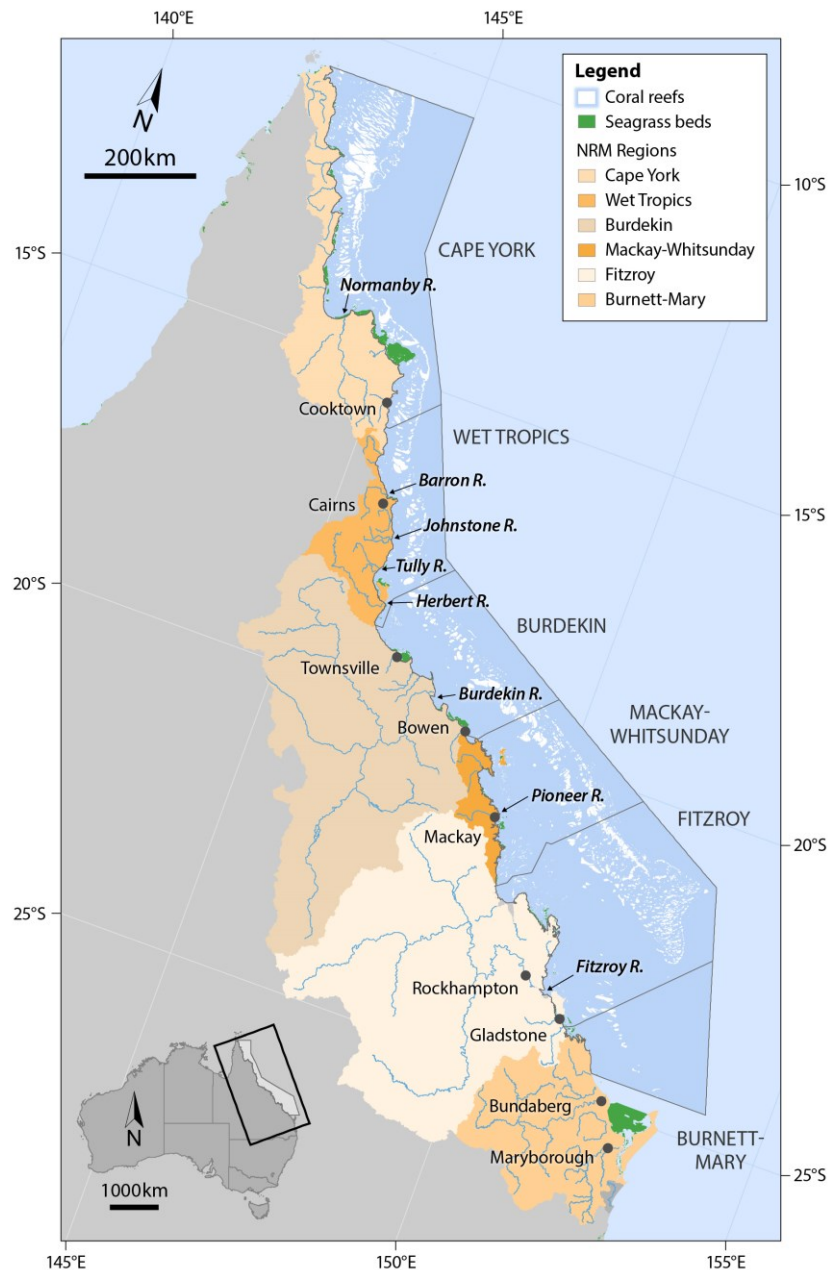 140°E
145°E
N
200km
Legend
Coral reefs
Seagrass beds
NRM Regions
Cape York
Wet Tropics
Burdekin
Mackay-Whitsunday
Fitzroy
Burnett-Mary
10°S
15°S
CAPE YORK
Normanby R.
Cooktown
WET TROPICS
Barron R.
Cairns
Johnstone R.
15°S
Tully R.
20°S
Herbert R.
BURDEKIN
Townsville
Burdekin R.
Bowen
MACKAY-
WHITSUNDAY
Pioneer R.
FITZROY
Mackay
20°S
25°S
Fitzroy R.
Rockhampton
Gladstone
Bundaberg
BURNETT-
MARY
Maryborough
25°S
N
1000km
145°E
150°E
155°E